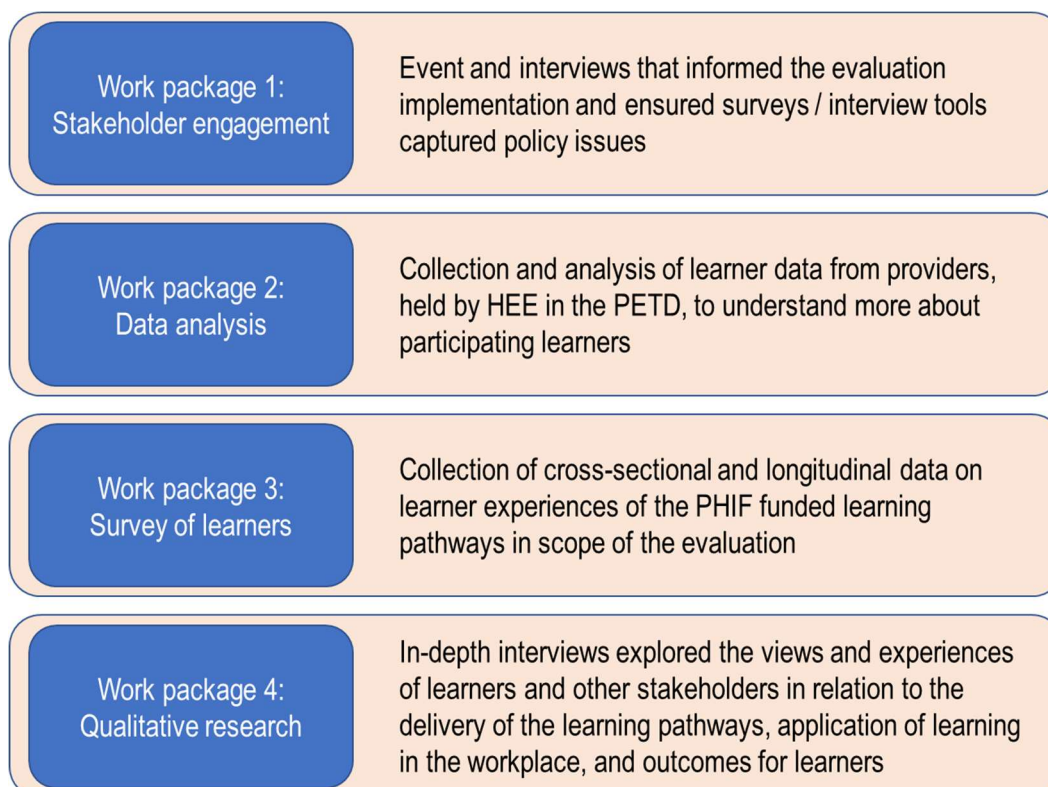 Work package 1:
Stakeholder engagement
Event and interviews that informed the evaluation
implementation and ensured surveys / interview tools
captured policy issues
Work package 2:
Data analysis
Collection and analysis of learner data from providers,
held by HEE in the PETD, to understand more about
participating learners
Work package 3:
Survey of learners
Collection of cross-sectional and longitudinal data on
learner experiences of the PHIF funded learning
pathways in scope of the evaluation
Work package 4:
Qualitative research
In-depth interviews explored the views and experiences
of learners and other stakeholders in relation to the
delivery of the learning pathways, application of learning
in the workplace, and outcomes for learners